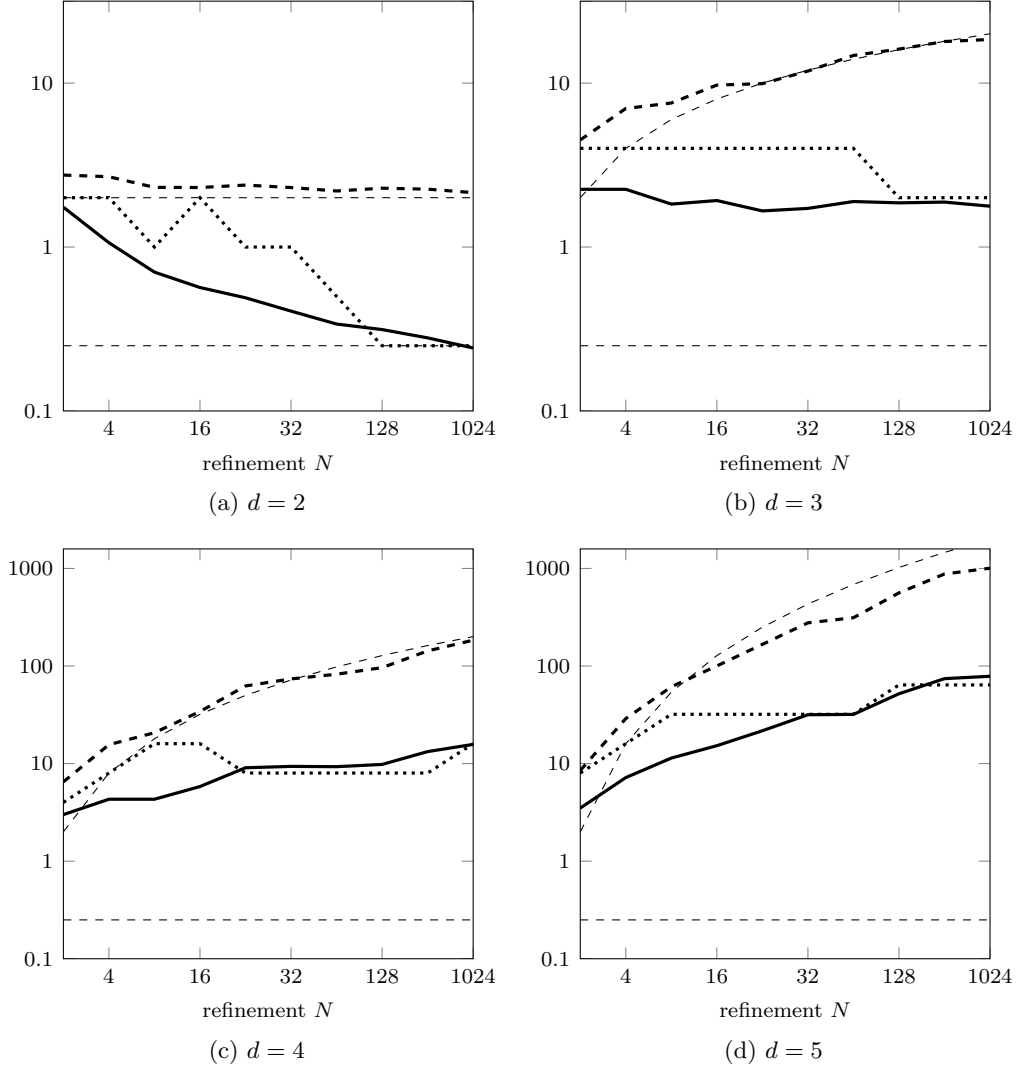 10
1
0.1
4 16 32 128 1024
refinement N
(a) d = 2
10
1
0.1
4 16 32 128 1024
refinement N
(b) d = 3
1000
100
10
1
0.1
4 16 32 128 1024
refinement N
(c) d = 4
1000
100
10
1
0.1
4 16 32 128 1024
refinement N
(d) d = 5